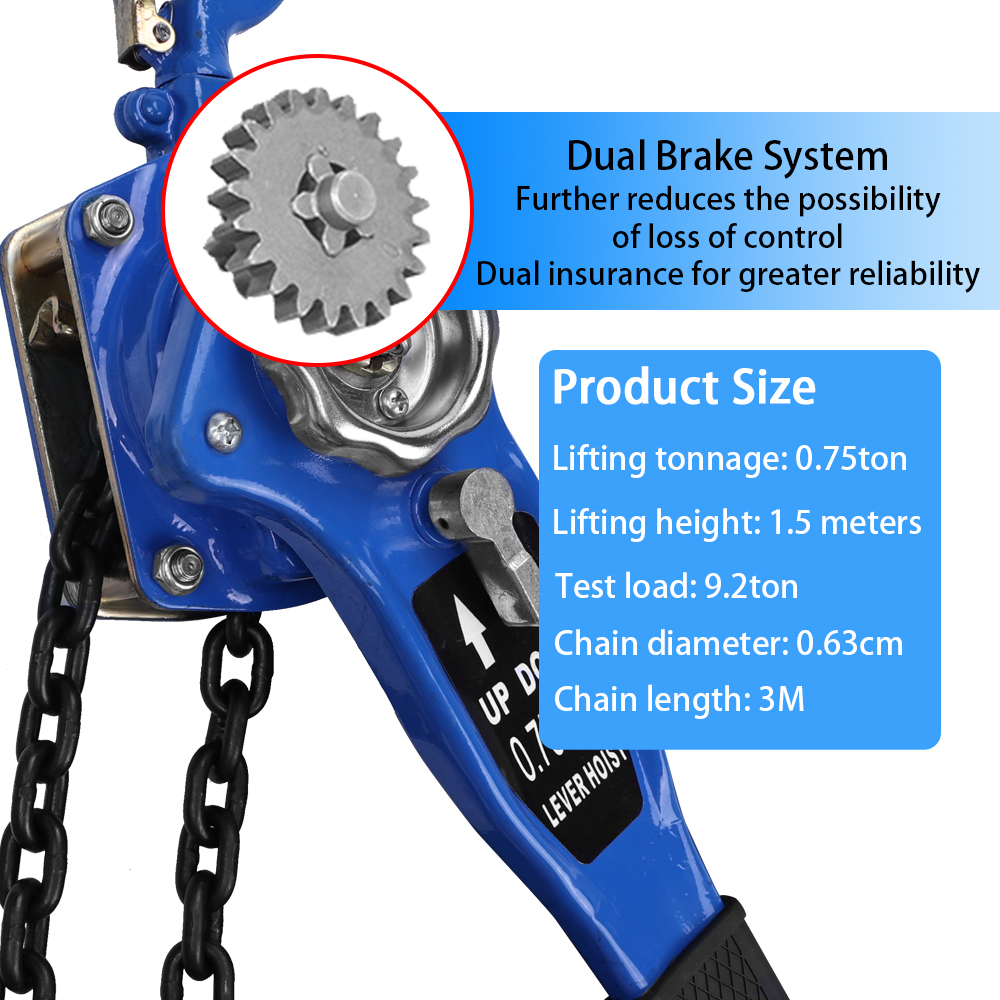 Dual Brake System
Further reduces the possibility
of loss of control
Dual insurance for greater reliability
Product Size
Lifting tonnage: 0.75ton
Lifting height: 1.5 meters
Test load: 9.2ton
Chain diameter: 0.63cm
Chain length: 3M
UP
LEVER HOIST